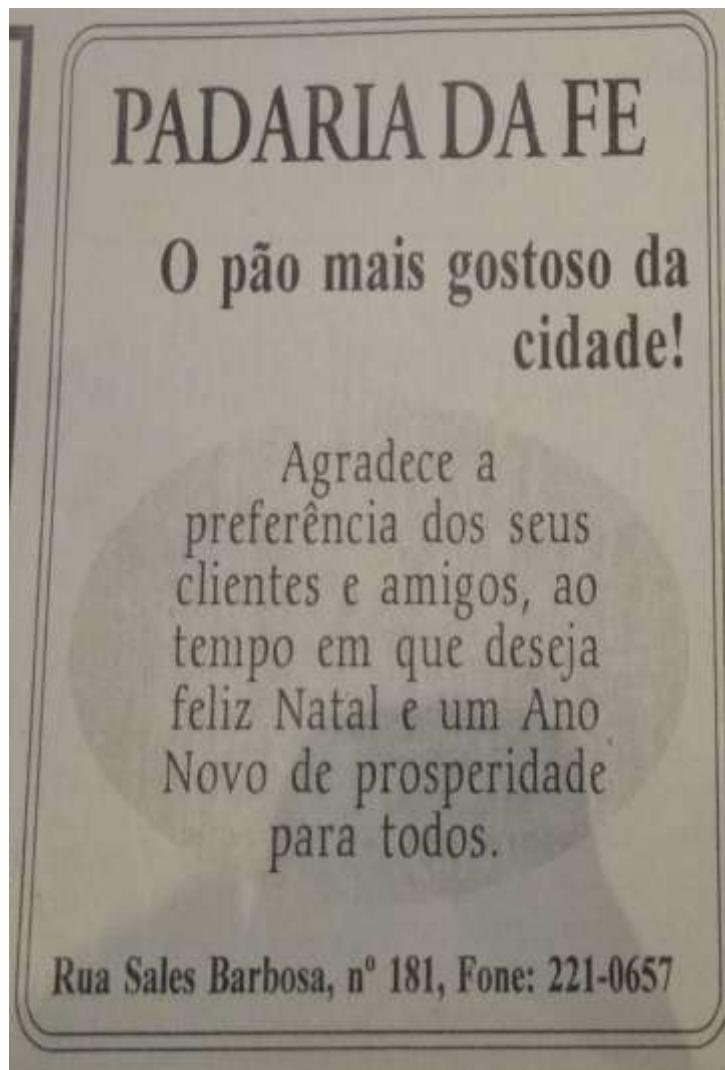 PADARIA DA FE
O pão mais gostoso da
cidade!
Agradece a
preferência dos seus
clientes e amigos, ao
tempo em que deseja
feliz Natal e um Ano
Novo de prosperidade
para todos.
Rua Sales Barbosa, nº 181, Fone: 221-0657